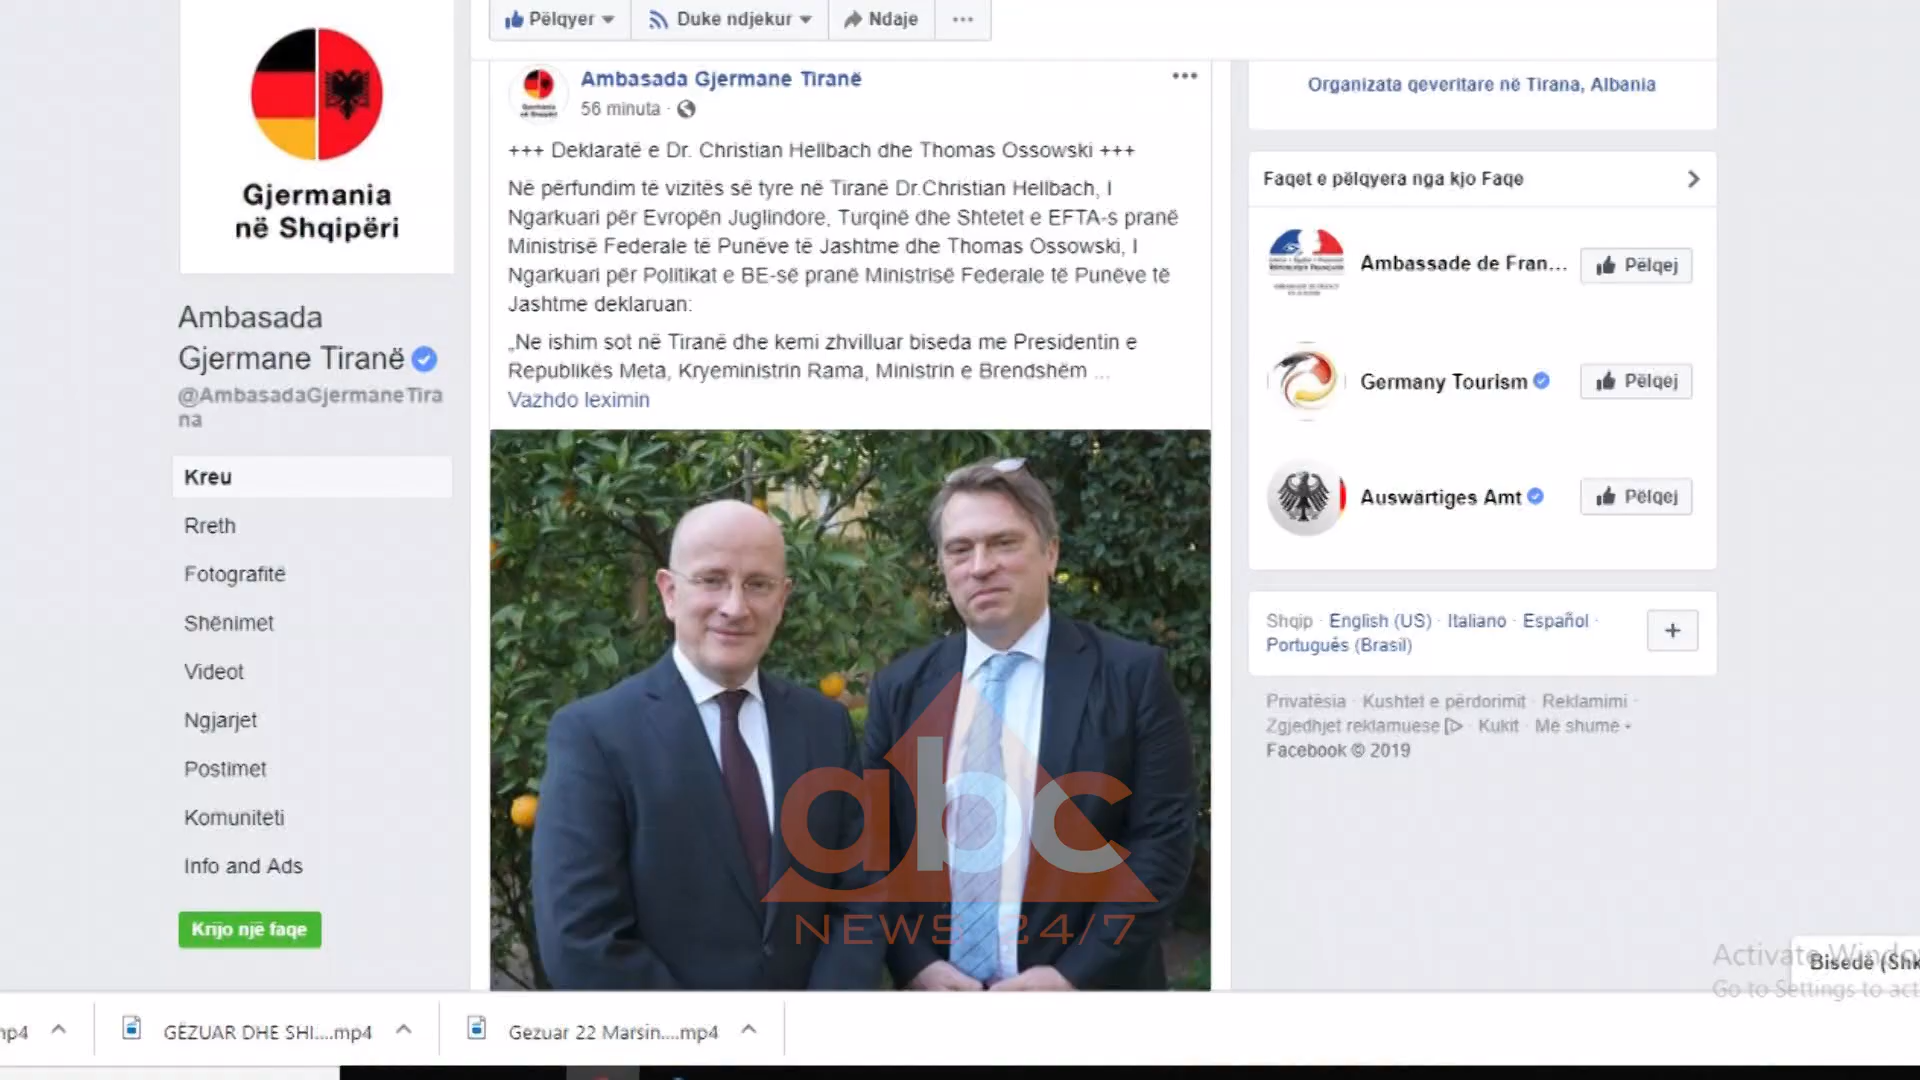 Pëlqyer
Duke ndjekur
Ndaje
Gjermania
në Shqipëri
Ambasada
Gjermane Tiranë
@AmbasadaGjermaneTira
na
Kreu
Rreth
Fotografitë
Shënimet
Videot
Ngjarjet
Postimet
Komuniteti
Info and Ads
Krijo një faqe
Ambasada Gjermane Tiranë
56 minuta ·
+++ Deklaratë e Dr. Christian Hellbach dhe Thomas Ossowski +++
Në përfundim të vizitës së tyre në Tiranë Dr.Christian Hellbach, I
Ngarkuari për Evropën Juglindore, Turqinë dhe Shtetet e EFTA-s pranë
Ministrisë Federale të Punëve të Jashtme dhe Thomas Ossowski, I
Ngarkuari për Politikat e BE-së pranë Ministrisë Federale të Punëve të
Jashtme deklaruan:
„Ne ishim sot në Tiranë dhe kemi zhvilluar biseda me Presidentin e
Republikës Meta, Kryeministrin Rama, Ministrin e Brendshëm ...
Vazhdo leximin
abc
NEWS 24/7
Organizata qeveritare në Tirana, Albania
Faqet e pëlqyera nga kjo Faqe
Ambassade de Fran...
Pëlqej
Germany Tourism
Pëlqej
Auswärtiges Amt
Pëlqej
Shqip · English (US) · Italiano · Español ·
Português (Brasil)
Privatësia · Kushtet e përdorimit · Reklamimi ·
Zgjedhjet reklamuese · Kukit · Më shumë
Facebook © 2019
Activate Windo
Bisedë (Shk
Go to Settings to act
mp4
GËZUAR DHE SHI....mp4
Gezuar 22 Marsin....mp4